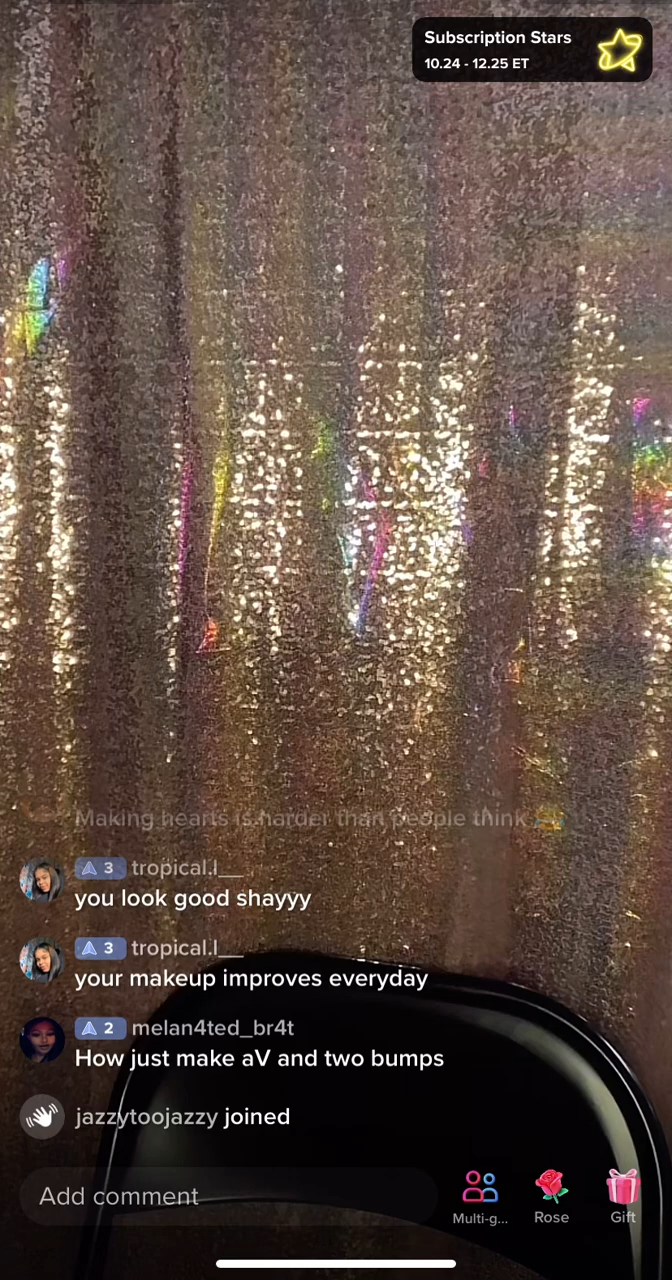 Subscription Stars
10.24 - 12.25 ET
Making hearts is harder than people think
3 tropical.l__
you look good shayyy
3 tropical.l__
your makeup improves everyday
2 melan4ted_br4t
How just make aV and two bumps
jazzytoojazzy joined
Add comment
Multi-g...
Rose
Gift